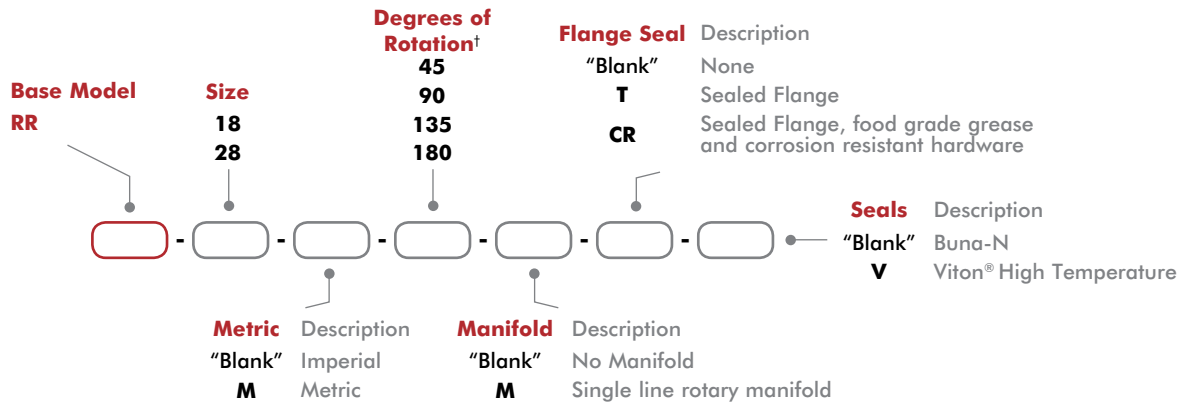 Base Model
RR
Size
18
28
Degrees of
Rotation†
45
90
135
180
Flange Seal Description
"Blank" None
T Sealed Flange
CR Sealed Flange, food grade grease
and corrosion resistant hardware
- - - - - -
Seals Description
"Blank" Buna-N
V Viton® High Temperature
Metric Description
"Blank" Imperial
M Metric
Manifold Description
"Blank" No Manifold
M Single line rotary manifold